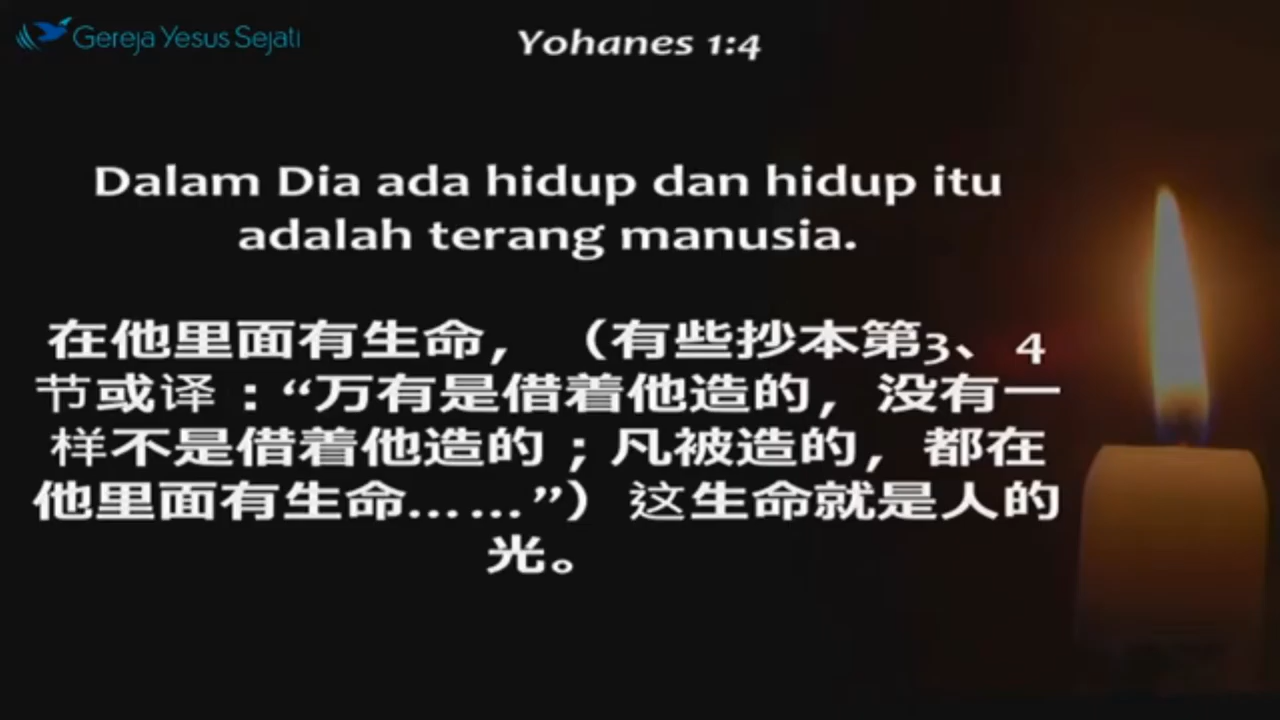 Gereja Yesus Sejati
Yohanes 1:4
Dalam Dia ada hidup dan hidup itu
adalah terang manusia.
在他里面有生命，（有些抄本第3、4
节或译：“万有是借着他造的，没有一
样不是借着他造的；凡被造的，都在
他里面有生命……”）这生命就是人的
光。